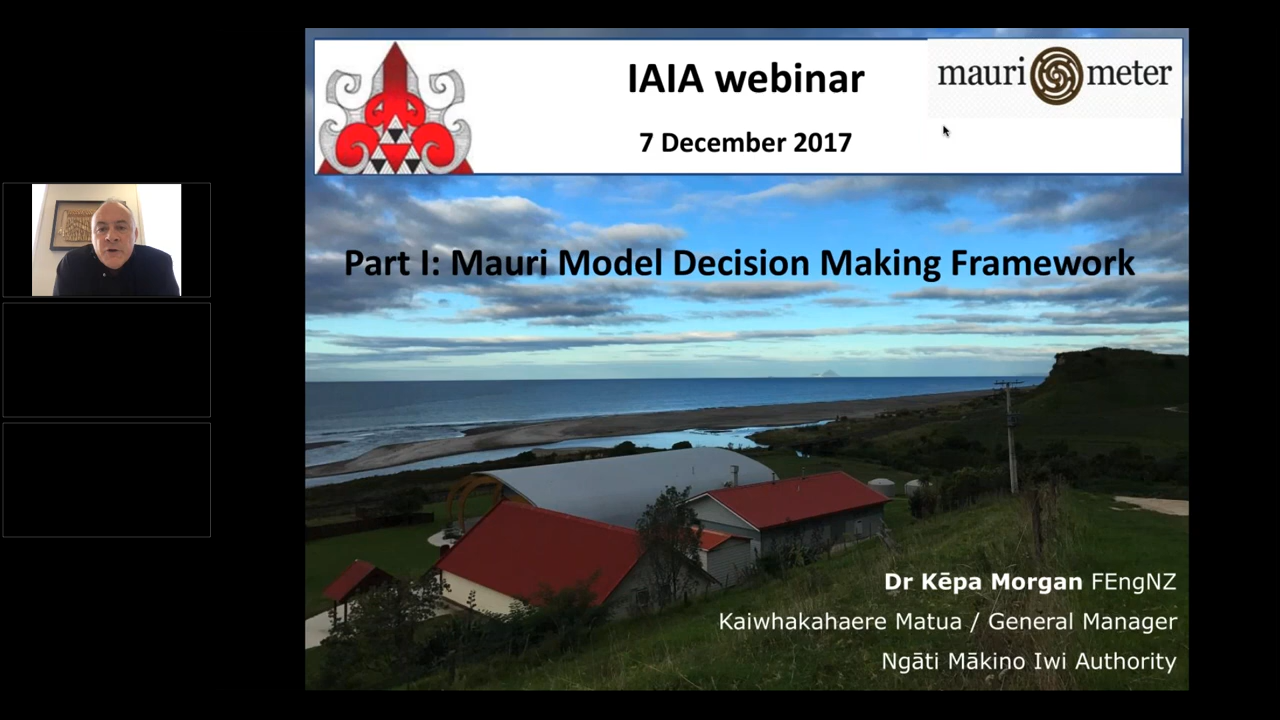 IAIA webinar
mauri meter
7 December 2017
Part I: Mauri Model Decision Making Framework
Dr Kēpa Morgan FEngNZ
Kaiwhakahaere Matua / General Manager
Ngāti Mākino Iwi Authority